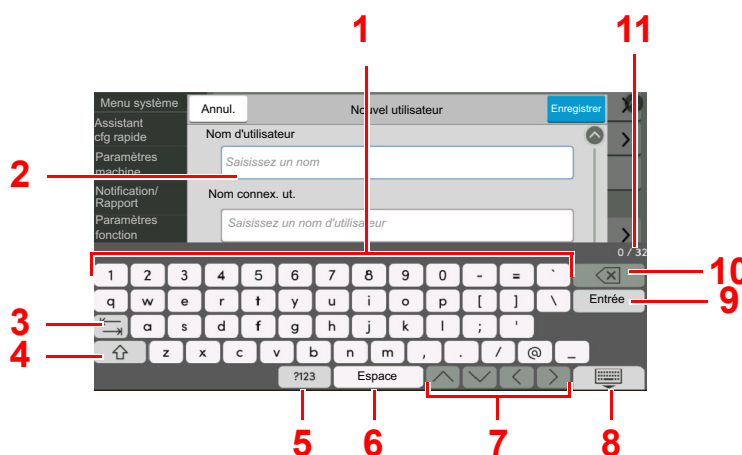 1 11
Menu système Annul. Nouvel utilisateur Enregistrer
Assistant
cfg rapide
Nom d'utilisateur
Paramètres
machine
Saisissez un nom
2
Notification/
Rapport
Nom connex. ut.
Paramètres
fonction
Saisissez un nom d'utilisateur
0 / 32
1 2 3 4 5 6 7 8 9 0 - = `
10
q w e r t y u i o p [ ] \ Entrée
9
3
a s d f g h j k l ; '
4
z x c v b n m , . / @ _
?123 Espace
5 6 7 8